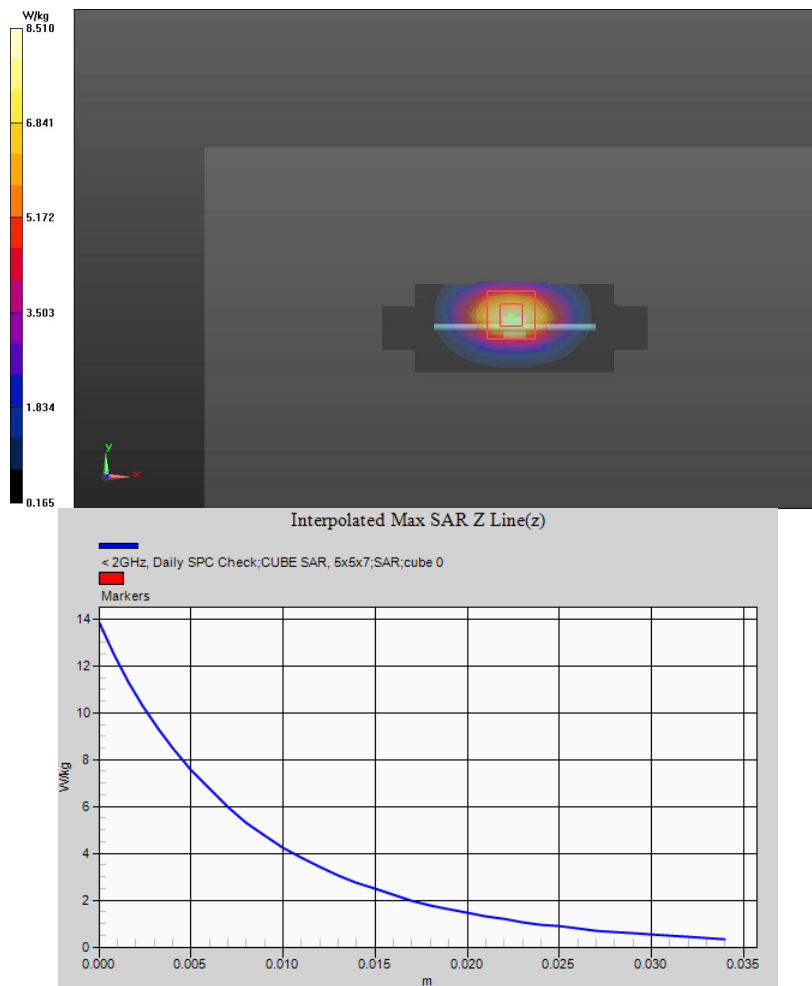 W/kg
8.510
6.841
5.172
3.503
1.834
0.165
y
x
Interpolated Max SAR Z Line(z)
< 2GHz, Daily SPC Check;CUBE SAR, 5x5x7;SAR;cube 0
Markers
14
12
10
8
6
4
2
0
W/kg
0.000 0.005 0.010 0.015 0.020 0.025 0.030 0.035
m